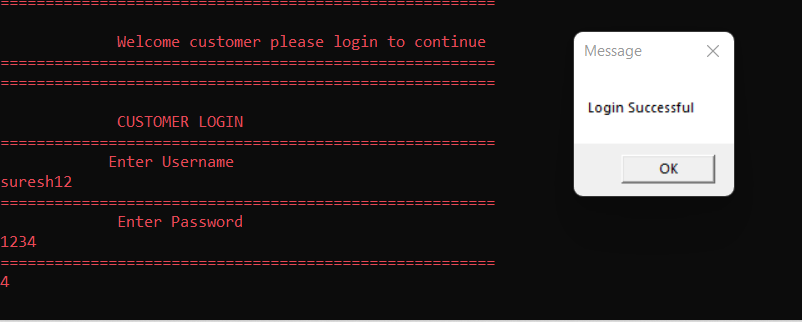 =======================================================
Welcome customer please login to continue
=======================================================
=======================================================
CUSTOMER LOGIN
=======================================================
Enter Username
suresh12
=======================================================
Enter Password
1234
=======================================================
4
Message
Login Successful
OK